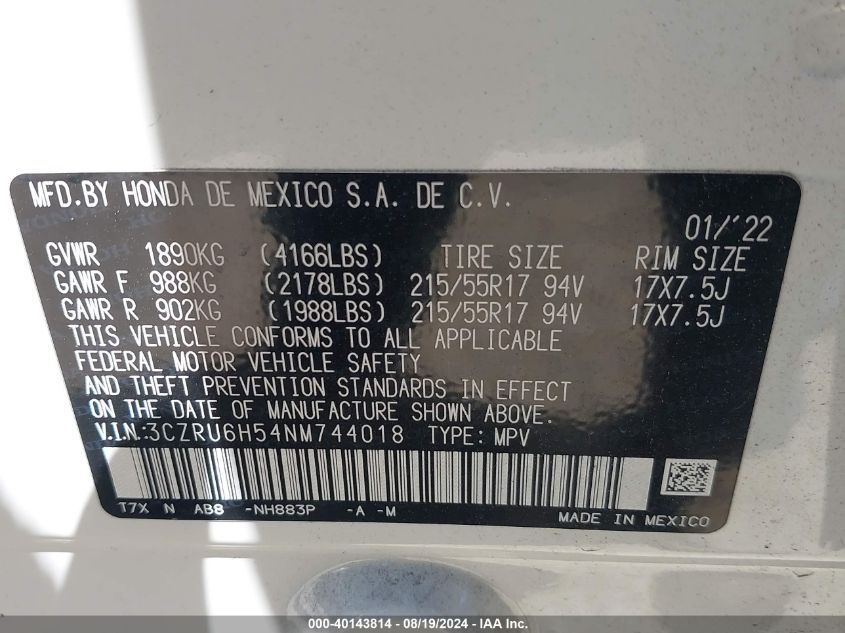 MFD.BY HONDA DE MEXICO S.A. DE C.V.
01/'22
GVWR 1890KG (4166LBS) TIRE SIZE RIM SIZE
GAWR F 988KG (2178LBS) 215/55R17 94V 17X7.5J
GAWR R 902KG (1988LBS) 215/55R17 94V 17X7.5J
THIS VEHICLE CONFORMS TO ALL APPLICABLE
FEDERAL MOTOR VEHICLE SAFETY
AND THEFT PREVENTION STANDARDS IN EFFECT
ON THE DATE OF MANUFACTURE SHOWN ABOVE.
V.I.N.:3CZRU6H54NM744018 TYPE: MPV
T7X N AB8 -NH883P -A -M
MADE IN MEXICO
000-40143814 - 08/19/2024 - IAA Inc.